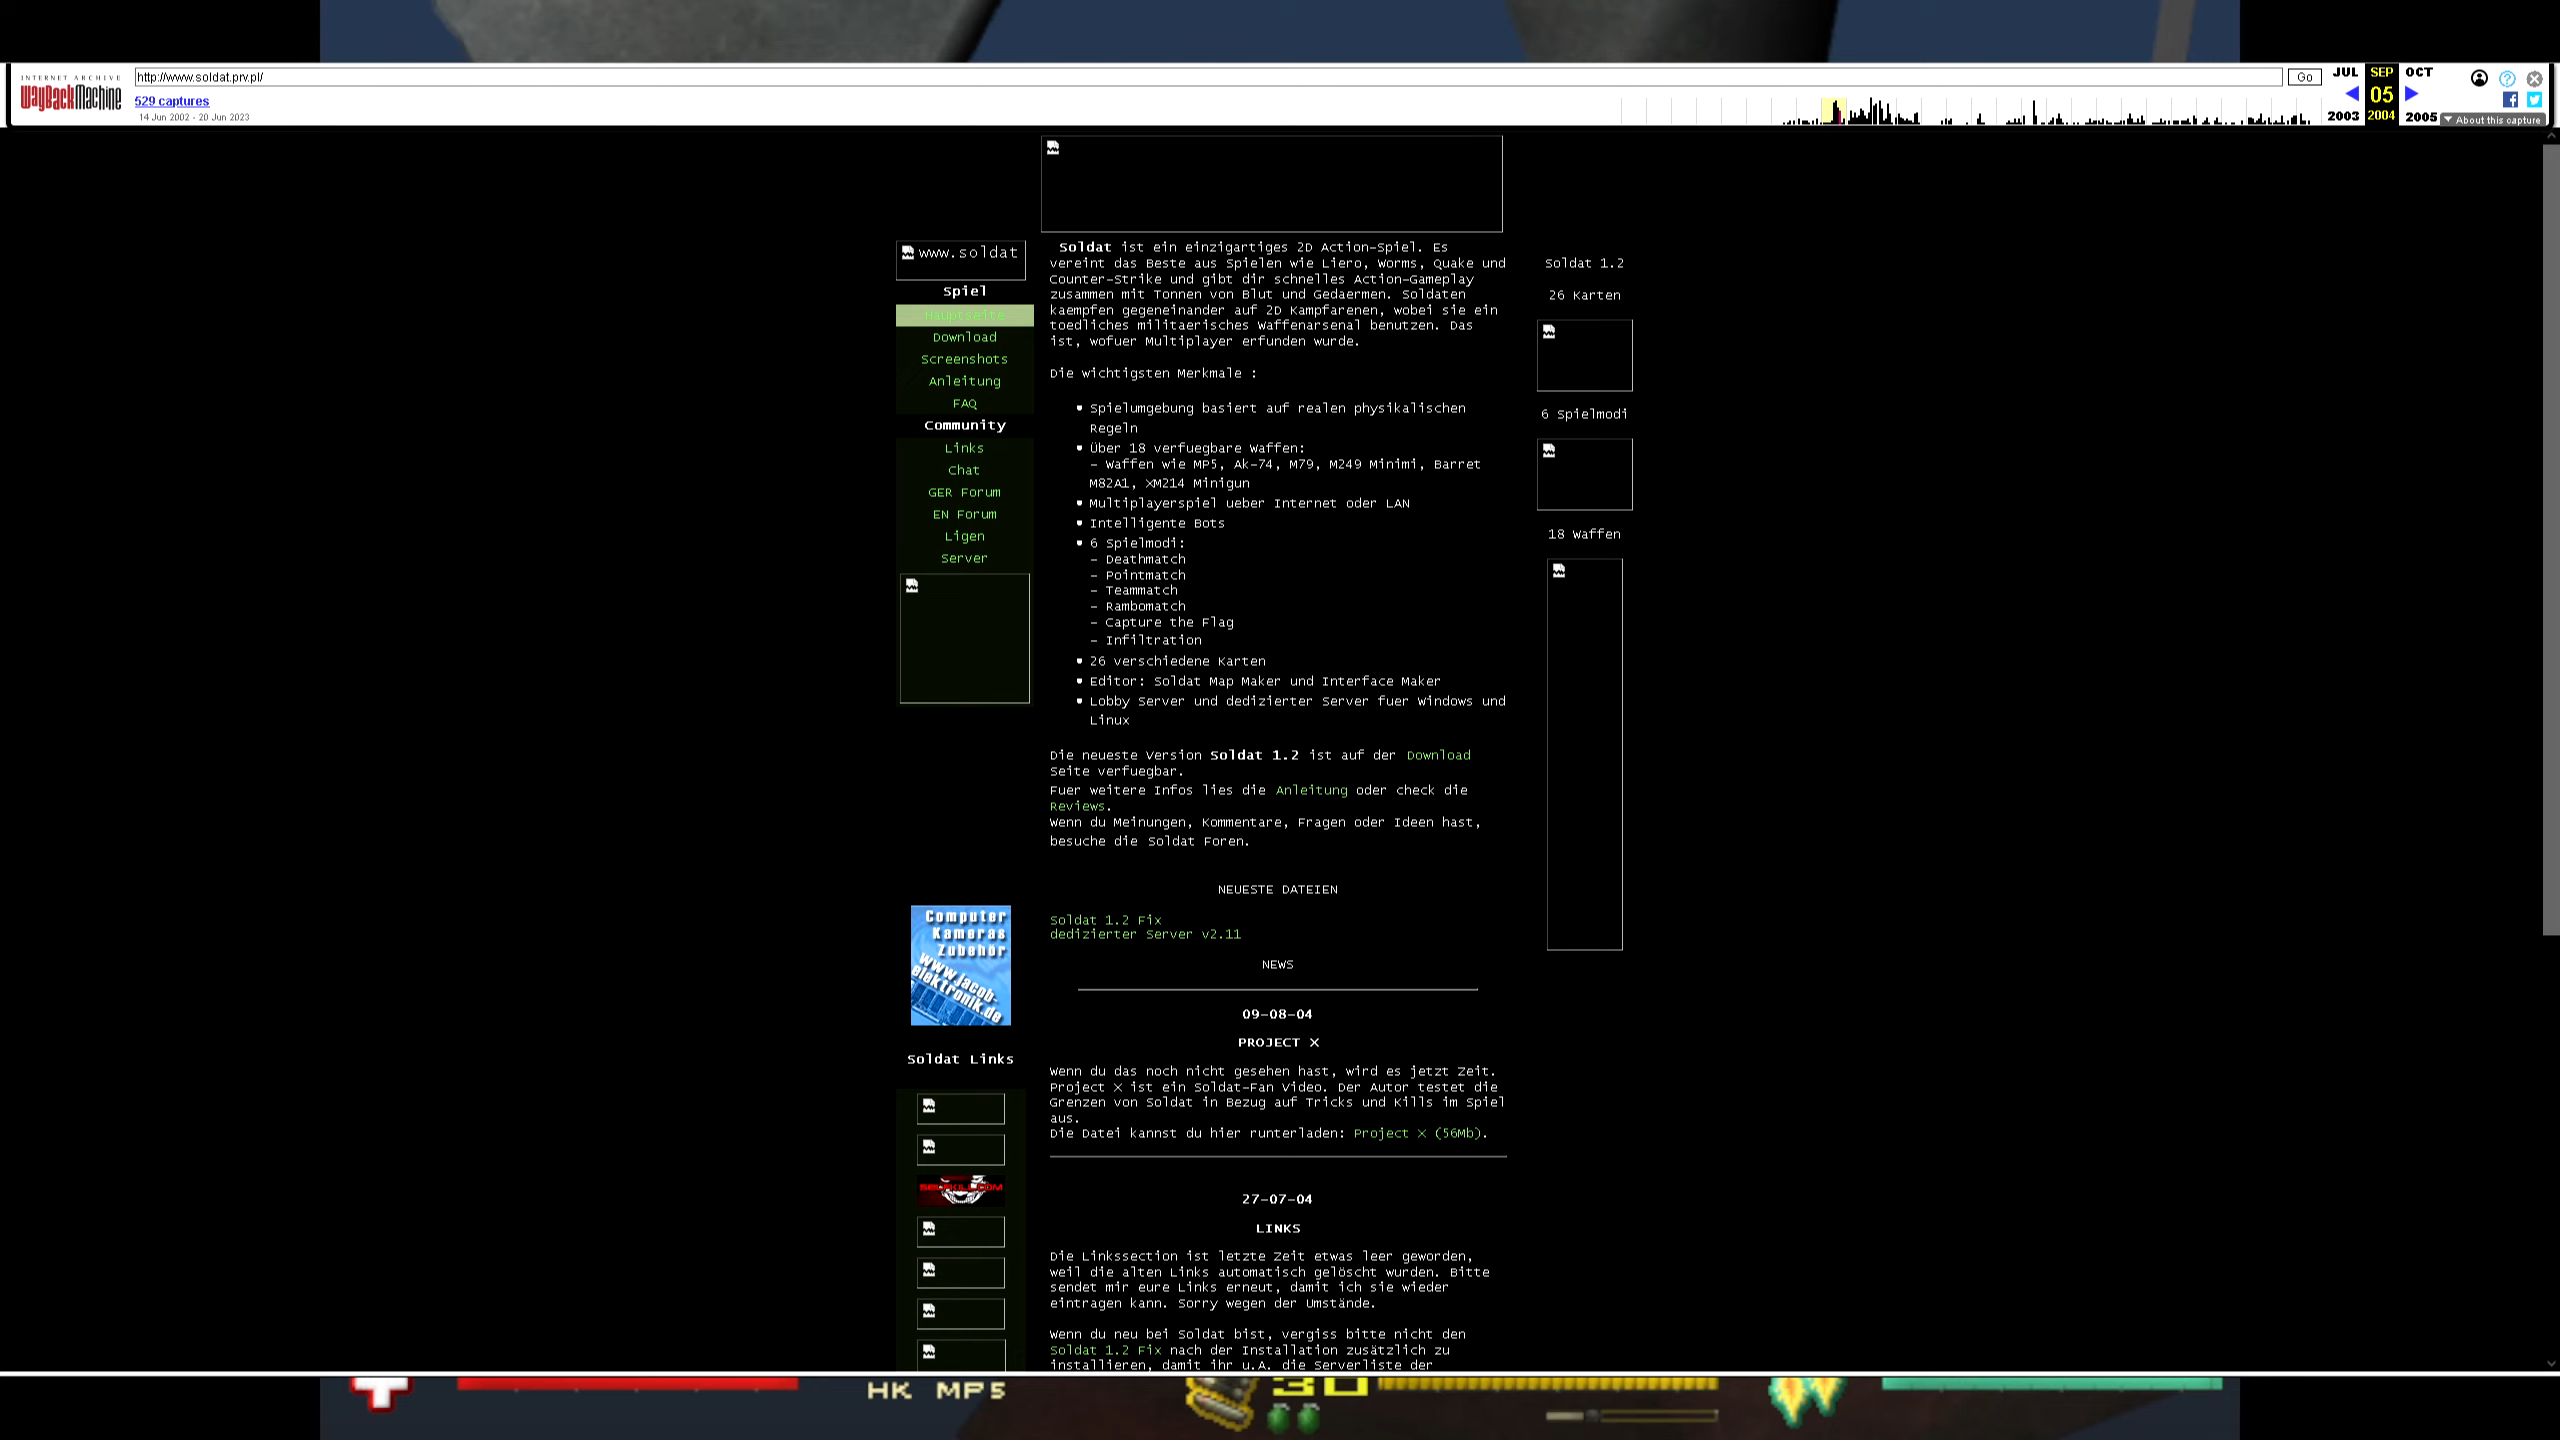 INTERNET ARCHIVE
WayBackMachine
http://www.soldat.prv.pl/
Go
JUL
SEP
OCT
529 captures
05
14 Jun 2002 - 20 Jun 2023
2003
2004
2005
About this capture
www.soldat
Spiel
Hauptseite
Download
Screenshots
Anleitung
FAQ
Community
Links
Chat
GER Forum
EN Forum
Ligen
Server
Computer
Kameras
Zubehör
www.jacob-
elektronik.de
Soldat Links
Soldat ist ein einzigartiges 2D Action-Spiel. Es
vereint das Beste aus Spielen wie Liero, Worms, Quake und
Counter-Strike und gibt dir schnelles Action-Gameplay
zusammen mit Tonnen von Blut und Gedaermen. Soldaten
kaempfen gegeneinander auf 2D Kampfarenen, wobei sie ein
toedliches militaerisches Waffenarsenal benutzen. Das
ist, wofuer Multiplayer erfunden wurde.
Die wichtigsten Merkmale :
Spielumgebung basiert auf realen physikalischen
Regeln
Über 18 verfuegbare Waffen:
- Waffen wie MP5, Ak-74, M79, M249 Minimi, Barret
M82A1, XM214 Minigun
Multiplayerspiel ueber Internet oder LAN
Intelligente Bots
6 Spielmodi:
- Deathmatch
- Pointmatch
- Teammatch
- Rambomatch
- Capture the Flag
- Infiltration
26 verschiedene Karten
Editor: Soldat Map Maker und Interface Maker
Lobby Server und dedizierter Server fuer Windows und
Linux
Die neueste Version Soldat 1.2 ist auf der Download
Seite verfuegbar.
Fuer weitere Infos lies die Anleitung oder check die
Reviews.
Wenn du Meinungen, Kommentare, Fragen oder Ideen hast,
besuche die Soldat Foren.
NEUESTE DATEIEN
Soldat 1.2 Fix
dedizierter Server v2.11
NEWS
09-08-04
PROJECT X
Wenn du das noch nicht gesehen hast, wird es jetzt Zeit.
Project X ist ein Soldat-Fan Video. Der Autor testet die
Grenzen von Soldat in Bezug auf Tricks und Kills im Spiel
aus.
Die Datei kannst du hier runterladen: Project X (56Mb).
27-07-04
LINKS
Die Linkssection ist letzte Zeit etwas leer geworden,
weil die alten Links automatisch gelöscht wurden. Bitte
sendet mir eure Links erneut, damit ich sie wieder
eintragen kann. Sorry wegen der Umstände.
Wenn du neu bei Soldat bist, vergiss bitte nicht den
Soldat 1.2 Fix nach der Installation zusätzlich zu
installieren, damit ihr u.A. die Serverliste der
Soldat 1.2
26 Karten
6 Spielmodi
18 Waffen
HK MP5
30